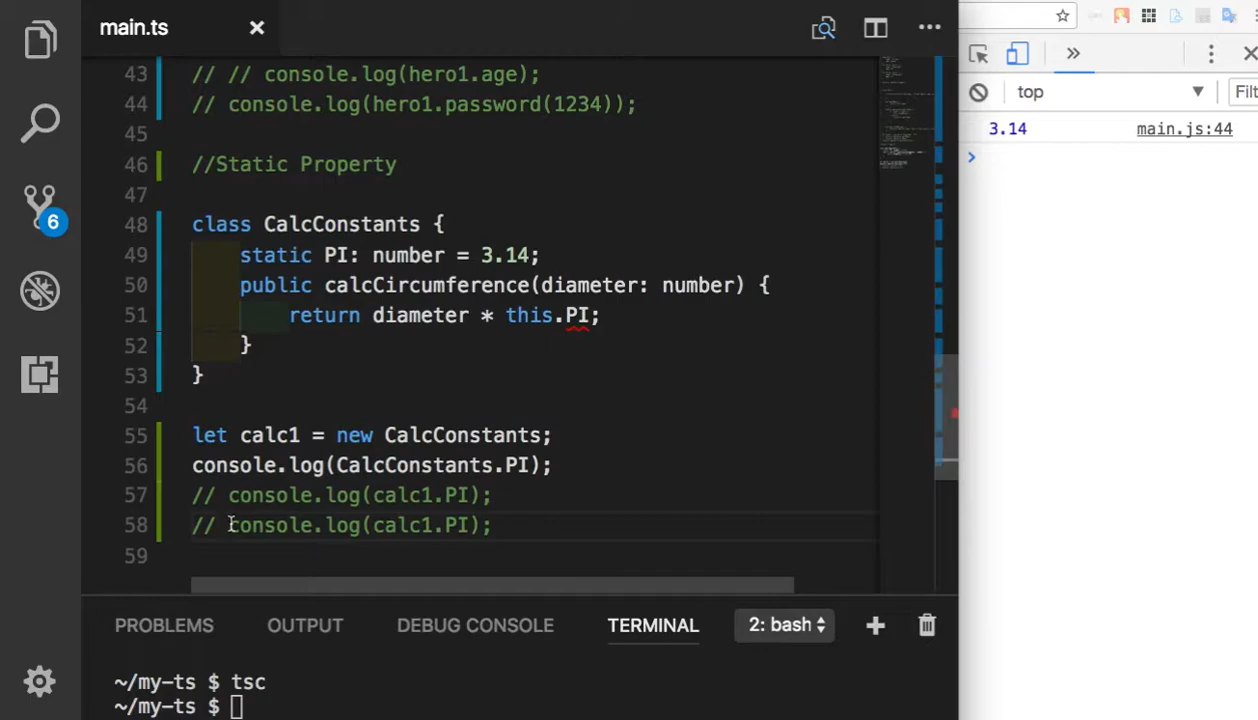 main.ts
43 // // console.log(hero1.age);
44 // console.log(hero1.password(1234));
45
46 //Static Property
47
48 class CalcConstants {
49 static PI: number = 3.14;
50 public calcCircumference(diameter: number) {
51 return diameter * this.PI;
52 }
53 }
54
55 let calc1 = new CalcConstants;
56 console.log(CalcConstants.PI);
57 // console.log(calc1.PI);
58 // console.log(calc1.PI);
59
6
PROBLEMS OUTPUT DEBUG CONSOLE TERMINAL 2: bash
~/my-ts $ tsc
~/my-ts $
top Filt
3.14 main.js:44